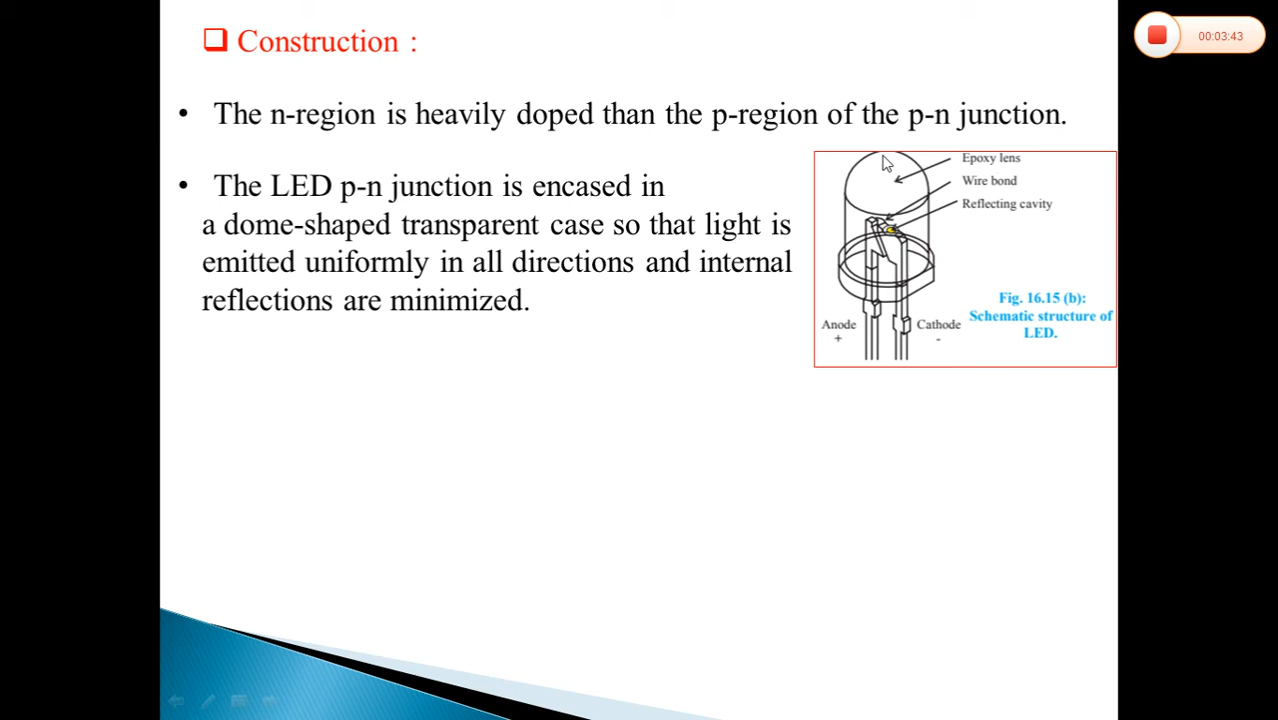 Construction :
• The n-region is heavily doped than the p-region of the p-n junction.
• The LED p-n junction is encased in
a dome-shaped transparent case so that light is
emitted uniformly in all directions and internal
reflections are minimized.
Epoxy lens
Wire bond
Reflecting cavity
Fig. 16.15 (b):
Schematic structure of
LED.
Anode
+
Cathode
-
00:03:43